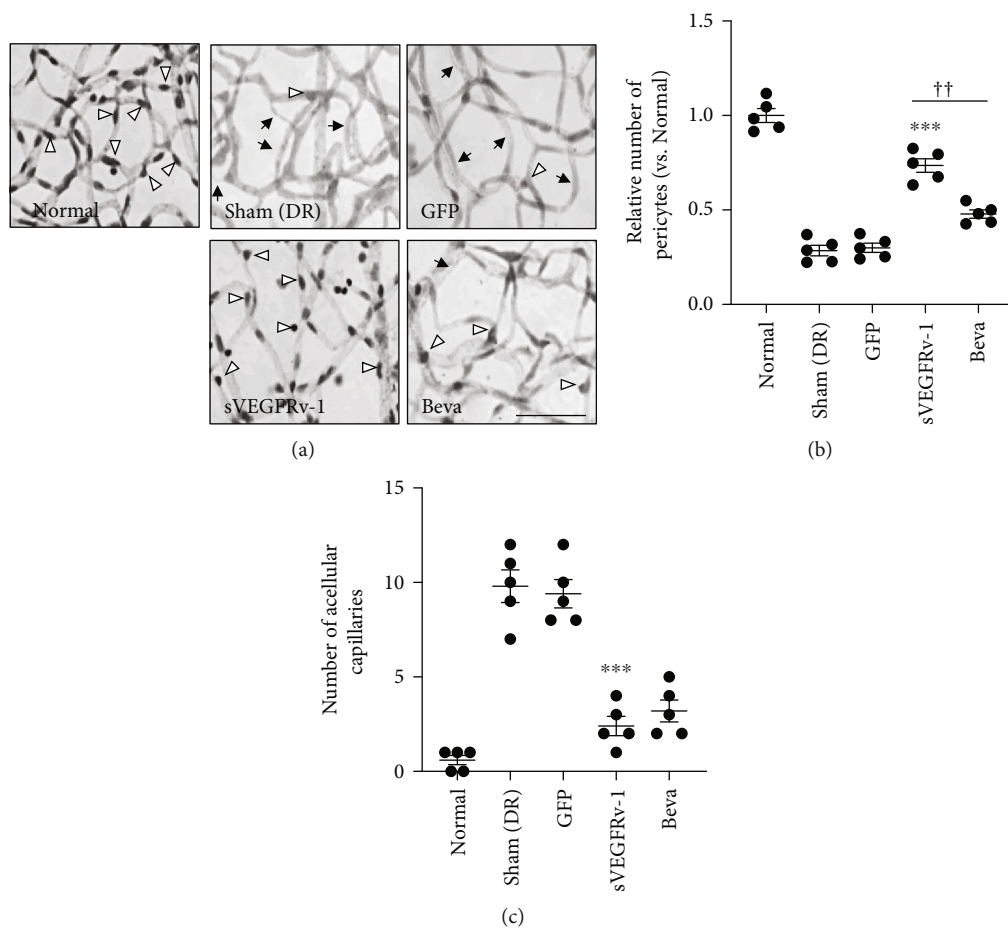 Normal
Sham (DR)
GFP
sVEGFRv-1
Beva
(a)
Relative number of
pericytes (vs. Normal)
1.5
1.0
0.5
0.0
††
***
Normal
Sham (DR)
GFP
sVEGFRv-1
Beva
(b)
Number of acellular
capillaries
15
10
5
0
***
Normal
Sham (DR)
GFP
sVEGFRv-1
Beva
(c)